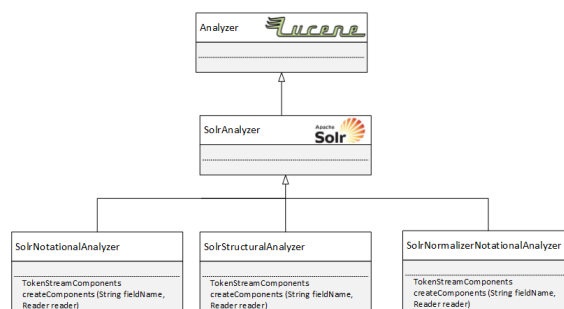 Analyzer Lucene
SolrAnalyzer Apache Solr
SolrNotationalAnalyzer
TokenStreamComponents
createComponents (String fieldName,
Reader reader)
SolrStructuralAnalyzer
TokenStreamComponents
createComponents (String fieldName,
Reader reader)
SolrNormalizerNotationalAnalyzer
TokenStreamComponents
createComponents (String fieldName,
Reader reader)